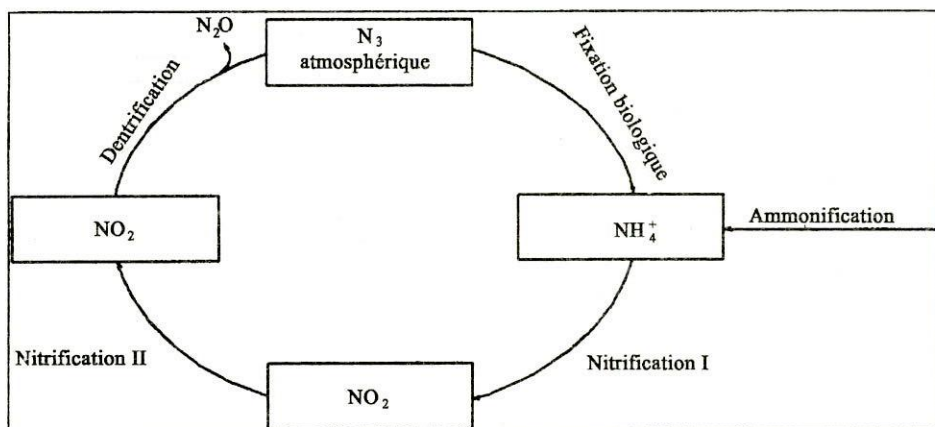 N₂O
N₃
atmosphérique
Fixation biologique
Dentrification
NO₂
NH₄⁺
Ammonification
Nitrification II
Nitrification I
NO₂